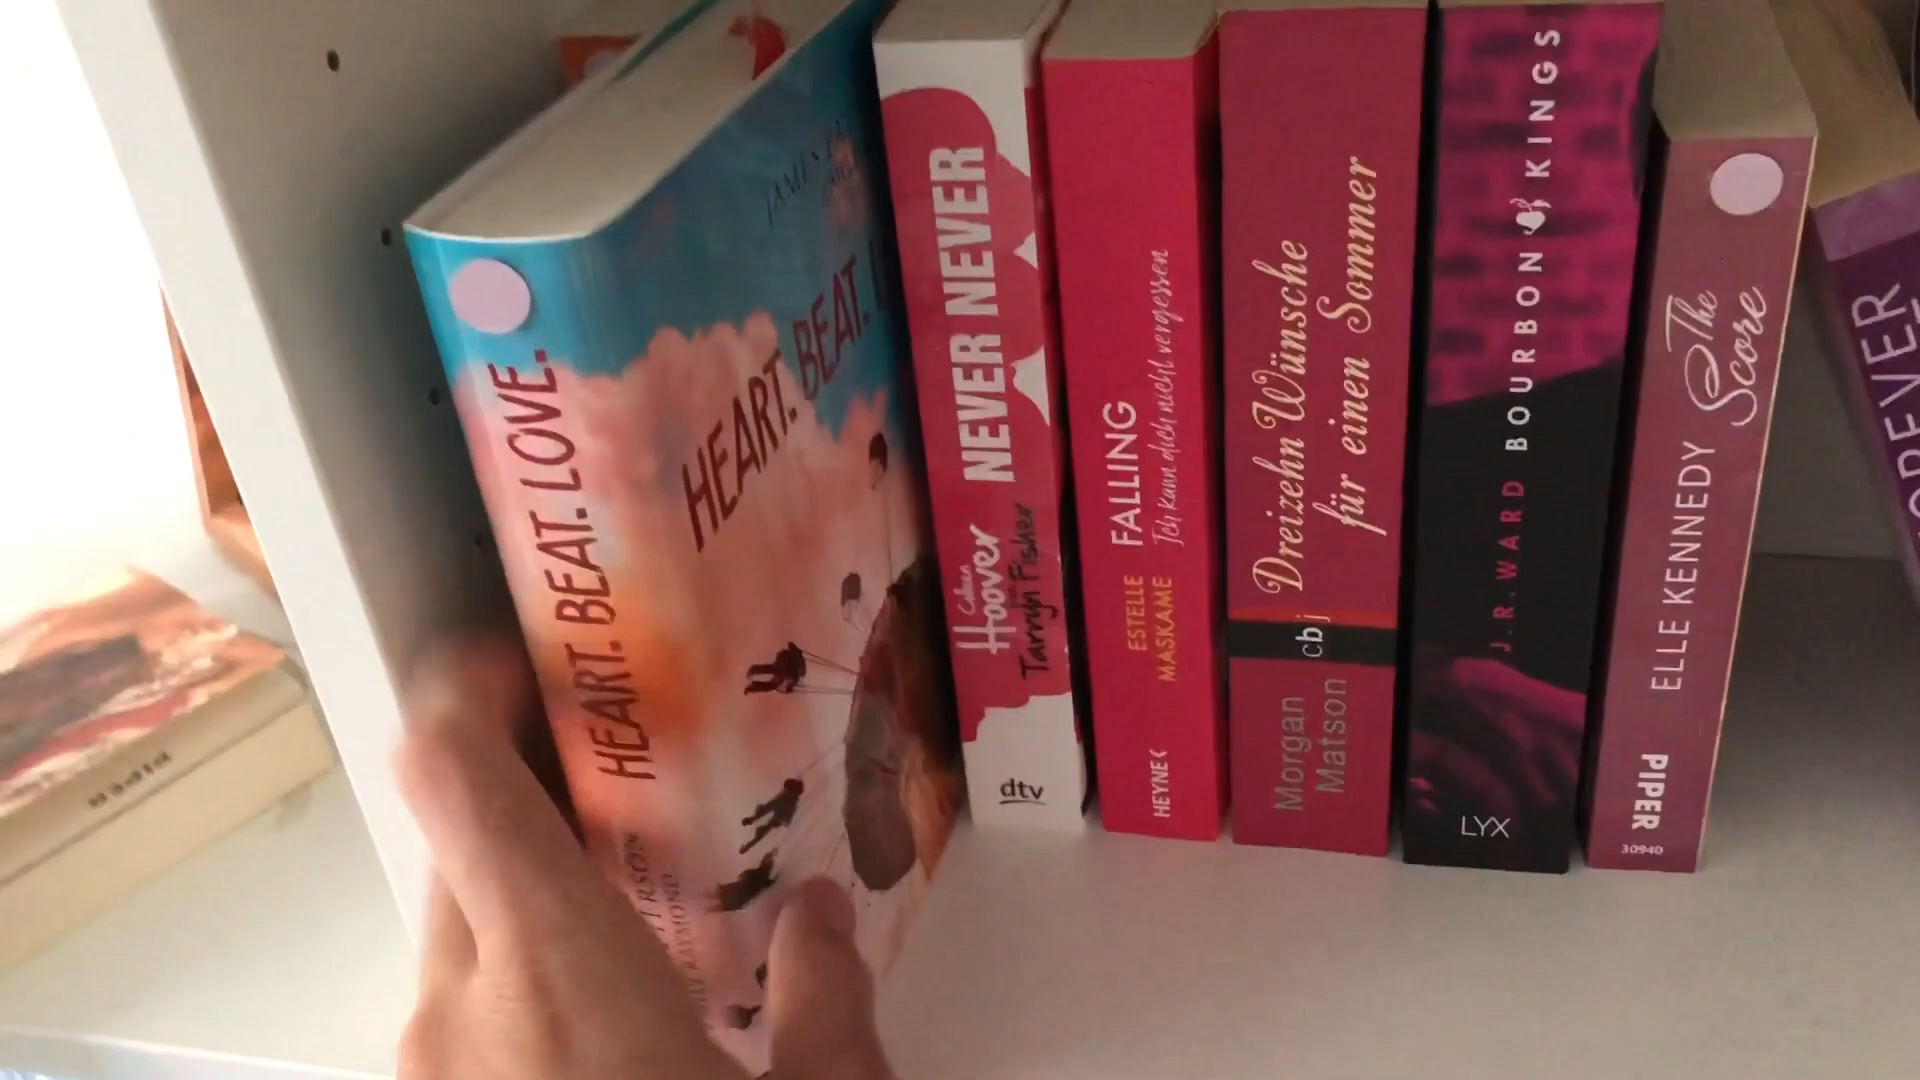 HEART. BEAT. LOVE.
HEART. BEAT.
NEVER NEVER
Colleen
Hoover
Tarryn Fisher
dtv
FALLING
Ich kann dich nicht vergessen
ESTELLE
MASKAME
HEYNE <
Dreizehn Wünsche
für einen Sommer
cbj
Morgan
Matson
J.R. WARD BOURBON KINGS
LYX
The
Score
ELLE KENNEDY
PIPER
30940